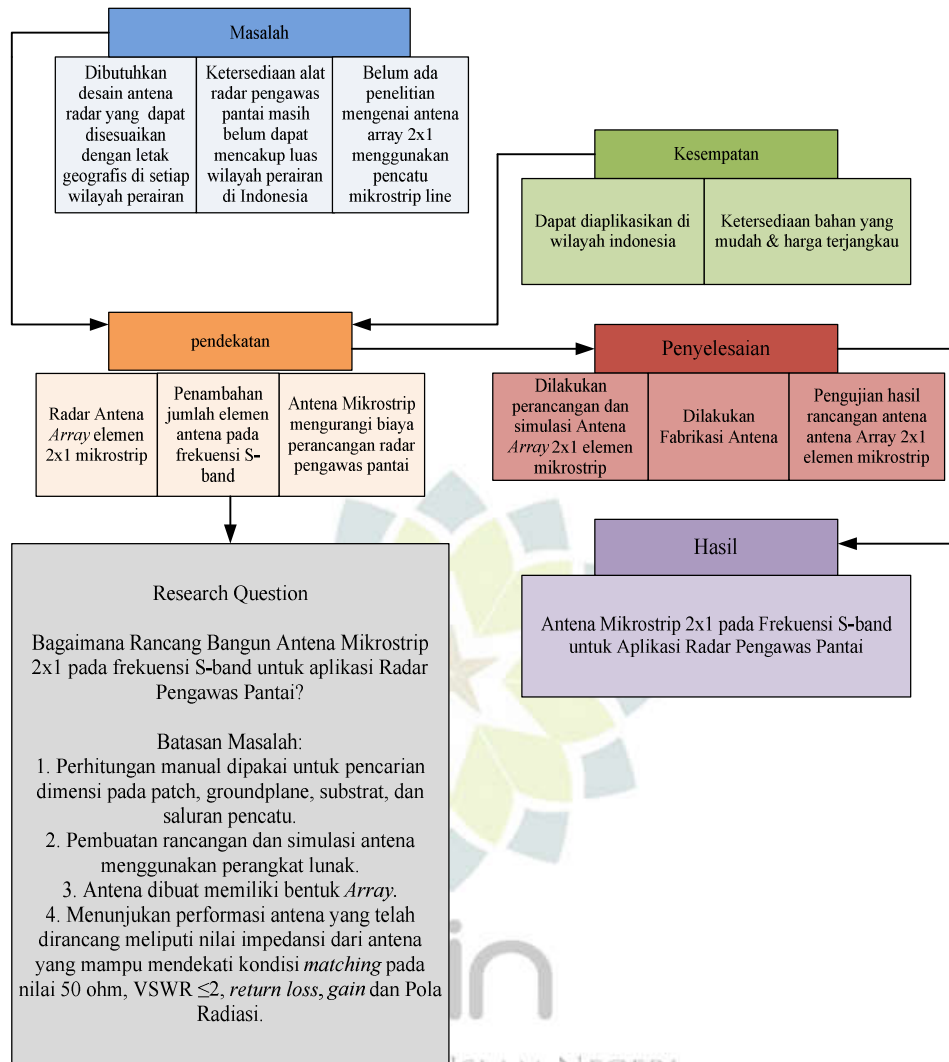 Masalah
Dibutuhkan
desain antena
radar yang dapat
disesuaikan
dengan letak
geografis di setiap
wilayah perairan
Ketersediaan alat
radar pengawas
pantai masih
belum dapat
mencakup luas
wilayah perairan
di Indonesia
Belum ada
penelitian
mengenai antena
array 2x1
menggunakan
pencatu
mikrostrip line
Kesempatan
Dapat diaplikasikan di
wilayah indonesia
Ketersediaan bahan yang
mudah & harga terjangkau
pendekatan
Radar Antena
Array elemen
2x1 mikrostrip
Penambahan
jumlah elemen
antena pada
frekuensi S-
band
Antena Mikrostrip
mengurangi biaya
perancangan radar
pengawas pantai
Penyelesaian
Dilakukan
perancangan dan
simulasi Antena
Array 2x1 elemen
mikrostrip
Dilakukan
Fabrikasi Antena
Pengujian hasil
rancangan antena
antena Array 2x1
elemen mikrostrip
Hasil
Antena Mikrostrip 2x1 pada Frekuensi S-band
untuk Aplikasi Radar Pengawas Pantai
Research Question
Bagaimana Rancang Bangun Antena Mikrostrip
2x1 pada frekuensi S-band untuk aplikasi Radar
Pengawas Pantai?
Batasan Masalah:
1. Perhitungan manual dipakai untuk pencarian
dimensi pada patch, groundplane, substrat, dan
saluran pencatu.
2. Pembuatan rancangan dan simulasi antena
menggunakan perangkat lunak.
3. Antena dibuat memiliki bentuk Array.
4. Menunjukan performasi antena yang telah
dirancang meliputi nilai impedansi dari antena
yang mampu mendekati kondisi matching pada
nilai 50 ohm, VSWR ≤2, return loss, gain dan Pola
Radiasi.
in